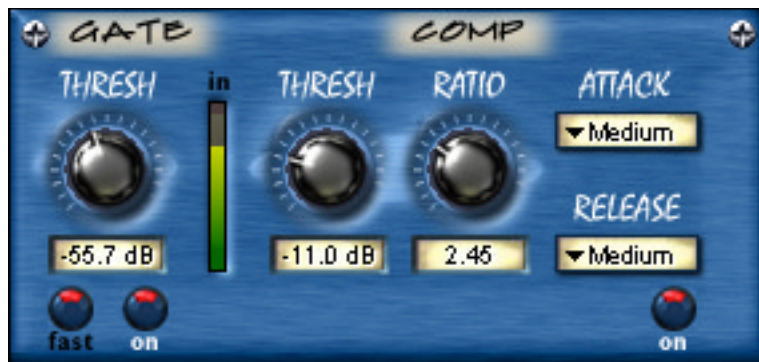 GATE COMP
THRESH in THRESH RATIO ATTACK
Medium
RELEASE
-55.7 dB -11.0 dB 2.45 Medium
fast on on